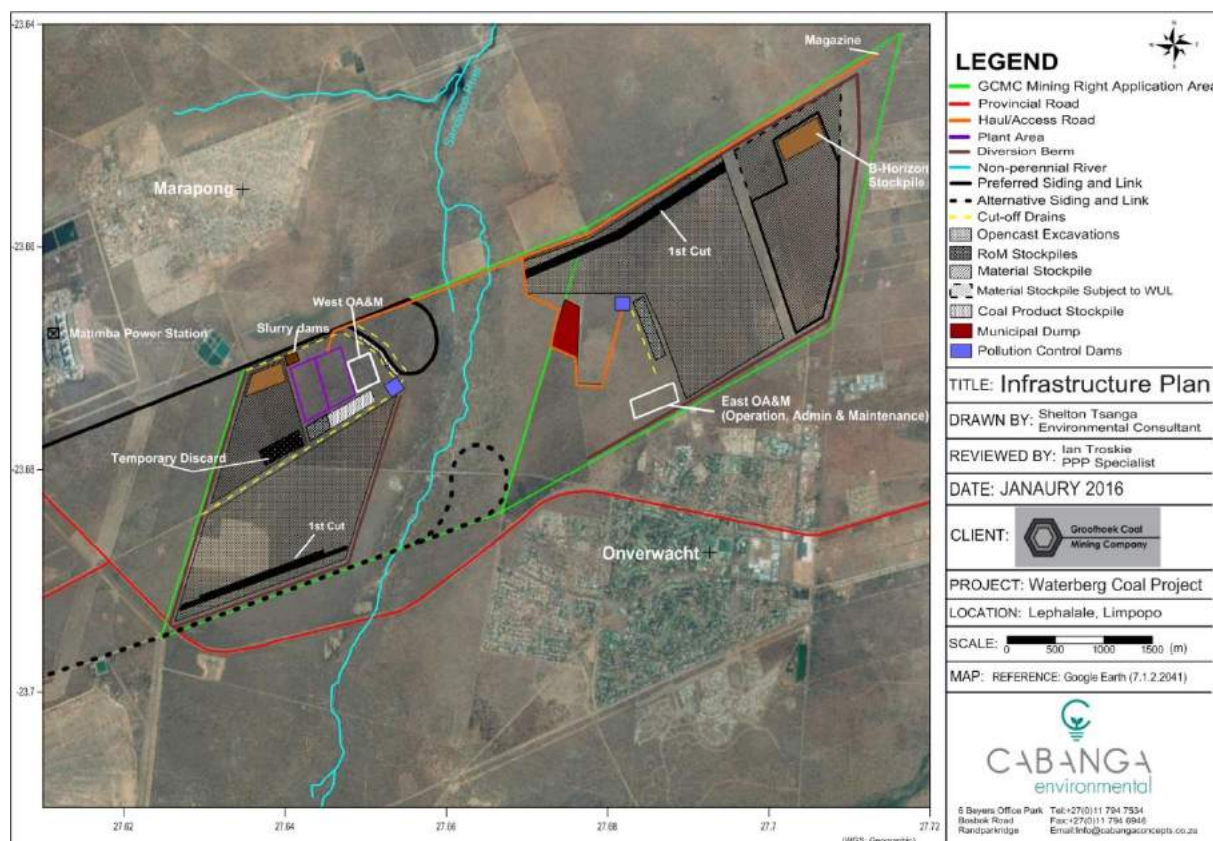 -23.64
-23.66
-23.68
-23.7
27.62
27.64
27.66
27.68
27.7
27.72
(WGS: Geographic)
Magazine
Marapong
B-Horizon
Stockpile
1st Cut
West OA&M
Slurry dams
Matimba Power Station
East OA&M
(Operation, Admin & Maintenance)
Temporary Discard
1st Cut
Onverwacht
LEGEND
GCMC Mining Right Application Area
Provincial Road
Haul/Access Road
Plant Area
Diversion Berm
Non-perennial River
Preferred Siding and Link
Alternative Siding and Link
Cut-off Drains
Opencast Excavations
RoM Stockpiles
Material Stockpile
Material Stockpile Subject to WUL
Coal Product Stockpile
Municipal Dump
Pollution Control Dams
TITLE: Infrastructure Plan
DRAWN BY: Shelton Tsanga
Environmental Consultant
REVIEWED BY: Ian Troskie
PPP Specialist
DATE: JANAURY 2016
CLIENT:
Groothoek Coal
Mining Company
PROJECT: Waterberg Coal Project
LOCATION: Lephalale, Limpopo
SCALE: 0 500 1000 1500 (m)
MAP: REFERENCE: Google Earth (7.1.2.2041)
CABANGA
environmental
6 Beyers Office Park Tel:+27(0)11 794 7534
Bosbok Road Fax:+27(0)11 794 6946
Randparkridge Email:Info@cabangaconcepts.co.za